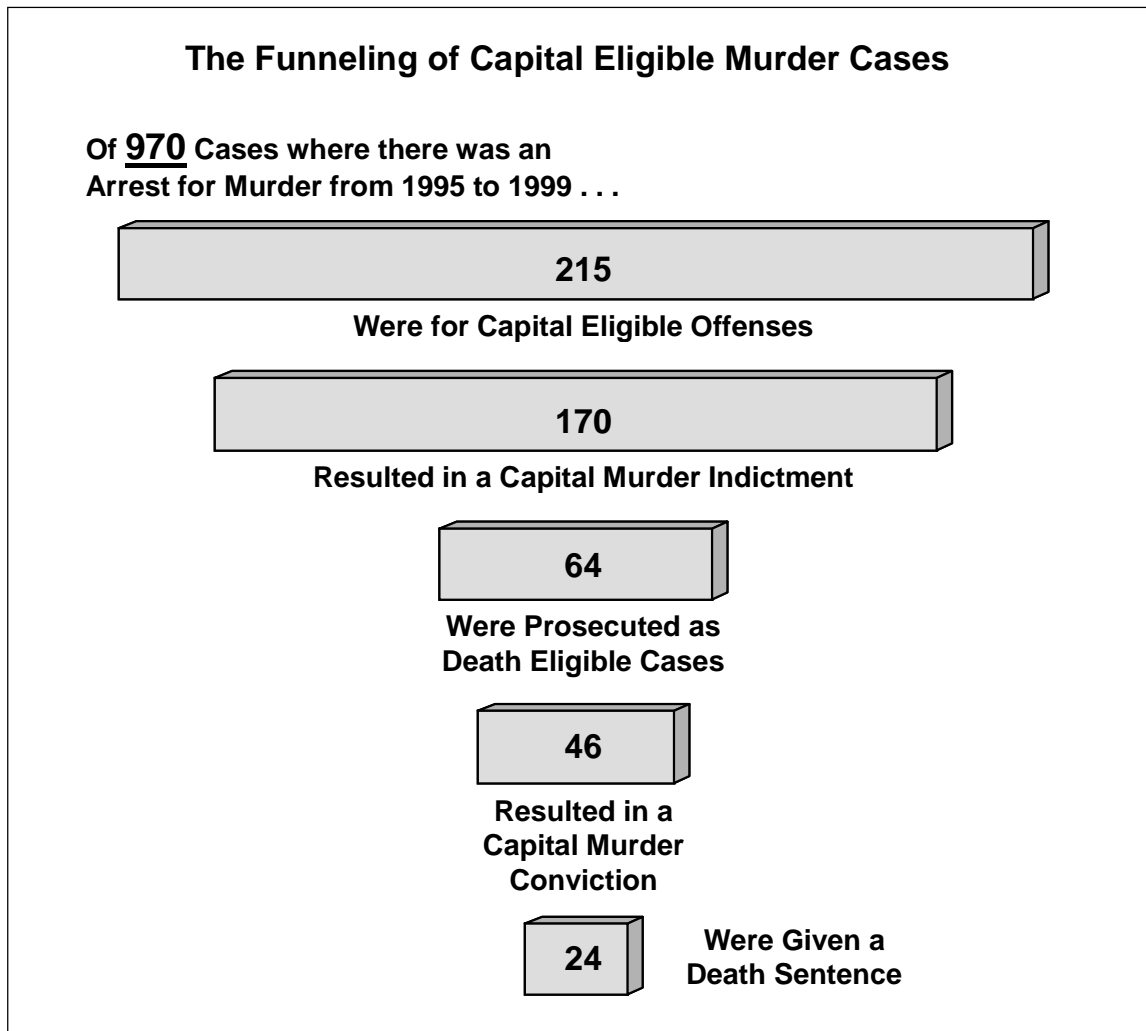 The Funneling of Capital Eligible Murder Cases
Of 970 Cases where there was an
Arrest for Murder from 1995 to 1999 . . .
215
Were for Capital Eligible Offenses
170
Resulted in a Capital Murder Indictment
64
Were Prosecuted as
Death Eligible Cases
46
Resulted in a
Capital Murder
Conviction
24
Were Given a
Death Sentence